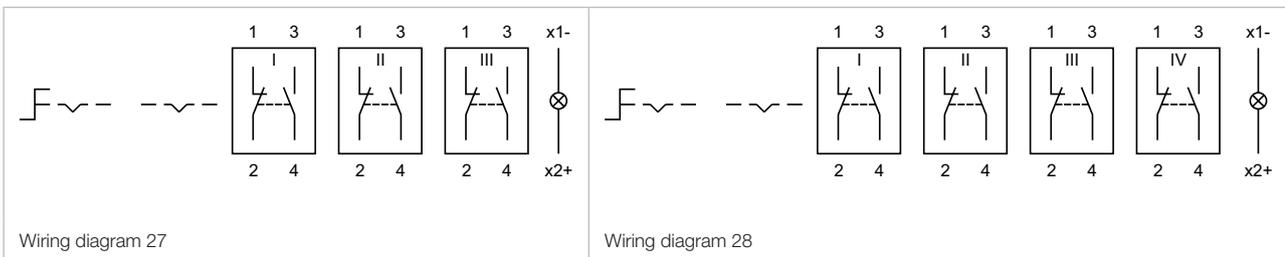 1 3 1 3 1 3 x1-
I II III
2 4 2 4 2 4 x2+
Wiring diagram 27
1 3 1 3 1 3 1 3 x1-
I II III IV
2 4 2 4 2 4 2 4 x2+
Wiring diagram 28